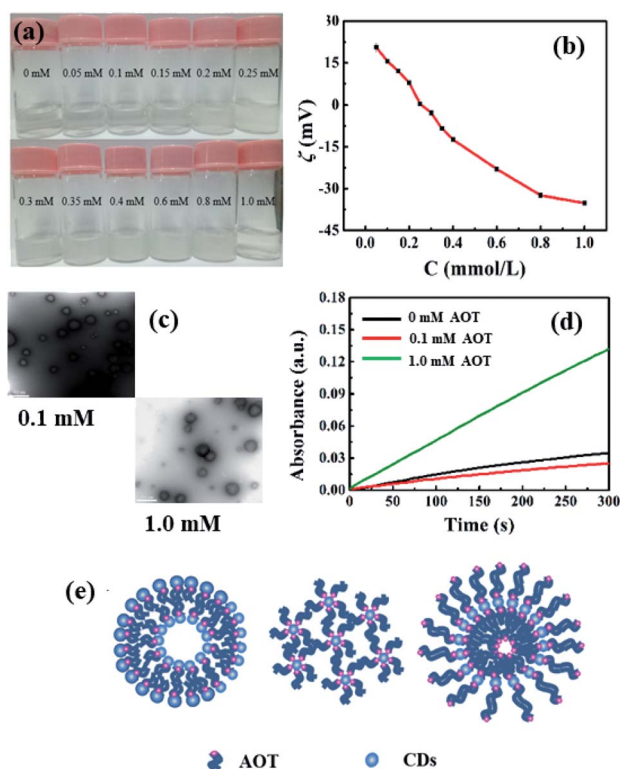 (a)
0 mM 0.05 mM 0.1 mM 0.15 mM 0.2 mM 0.25 mM
0.3 mM 0.35 mM 0.4 mM 0.6 mM 0.8 mM 1.0 mM
(b)
ζ (mV)
30
15
0
-15
-30
-45
0.0 0.2 0.4 0.6 0.8 1.0
C (mmol/L)
(c)
0.1 mM
1.0 mM
(d)
Absorbance (a.u.)
0.18
0.15
0.12
0.09
0.06
0.03
0.00
0 mM AOT
0.1 mM AOT
1.0 mM AOT
0 50 100 150 200 250 300
Time (s)
(e)
AOT CDs